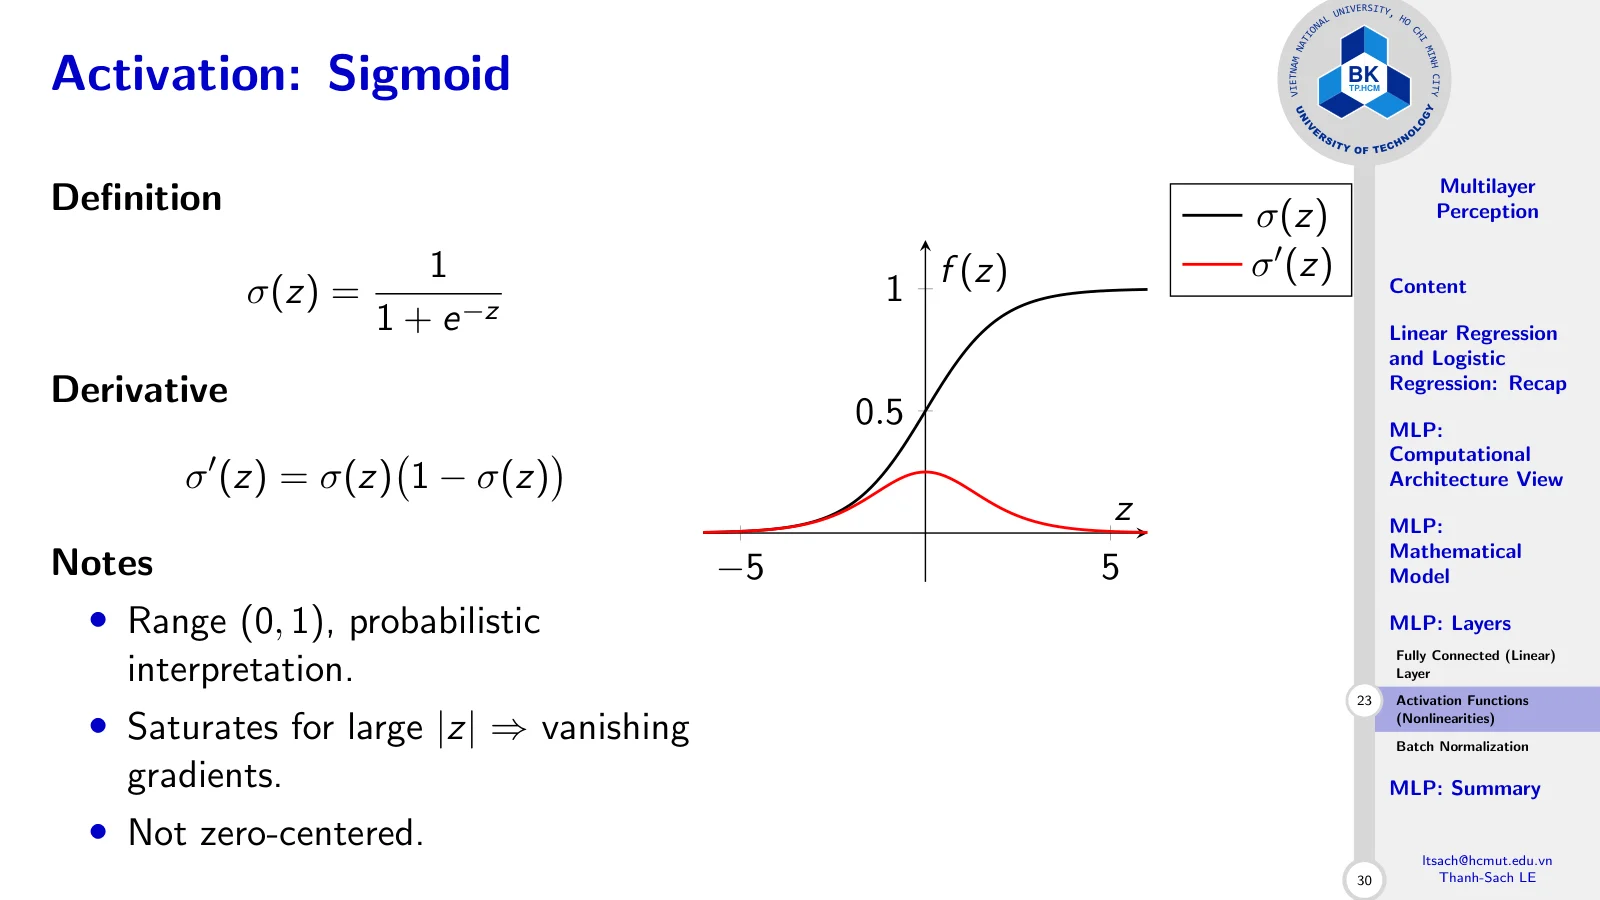 Activation: Sigmoid
Definition
σ(z) = 1 / (1 + e^{−z})
Derivative
σ′(z) = σ(z)(1 − σ(z))
Notes
• Range (0, 1), probabilistic
interpretation.
• Saturates for large |z| ⇒ vanishing
gradients.
• Not zero-centered.
σ(z)
σ′(z)
f(z)
1
0.5
z
−5
5
VIETNAM NATIONAL UNIVERSITY, HO CHI MINH CITY
BK
TP.HCM
UNIVERSITY OF TECHNOLOGY
Multilayer
Perception
Content
Linear Regression
and Logistic
Regression: Recap
MLP:
Computational
Architecture View
MLP:
Mathematical
Model
MLP: Layers
Fully Connected (Linear)
Layer
23
Activation Functions
(Nonlinearities)
Batch Normalization
MLP: Summary
ltsach@hcmut.edu.vn
Thanh-Sach LE
30